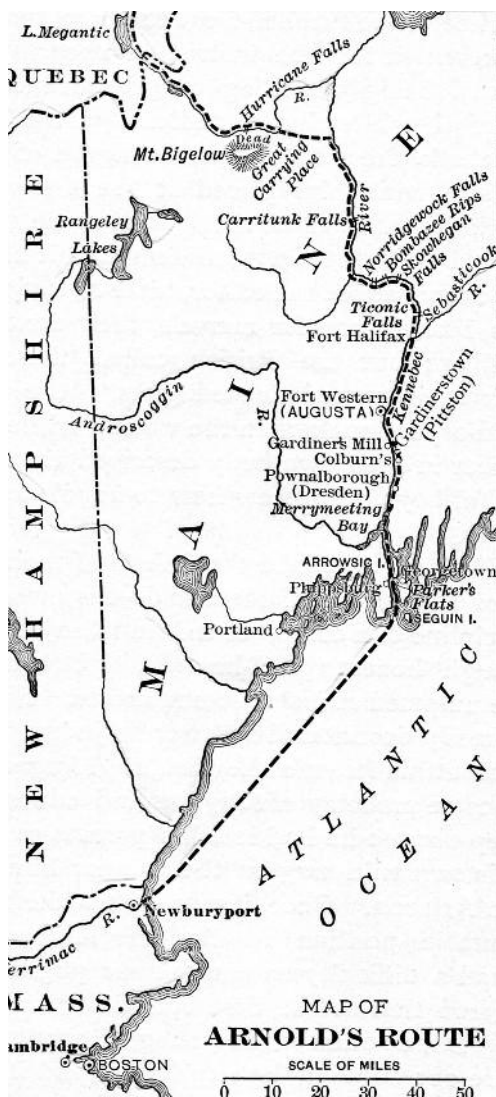 L. Megantic
QUEBEC
Hurricane Falls
R.
Dead
Mt. Bigelow
Great
Carrying
Place
Carritunk Falls
River
Norridgewock Falls
Bombazee Rips
Skowhegan
Falls
Sebasticook
R.
Rangeley
Lakes
Ticonic
Falls
Fort Halifax
Kennebec
Androscoggin
R.
Fort Western
(AUGUSTA)
Gardinerstown
(Pittston)
Gardiner's Mill
Colburn's
Pownalborough
(Dresden)
Merrymeeting
Bay
ARROWSIC I.
Georgetown
Phippsburg
Parker's
Flats
SEGUIN I.
Portland
NEW HAMPSHIRE
MAINE
ATLANTIC
OCEAN
Newburyport
R.
errimac
MASS.
ambridge
BOSTON
MAP OF
ARNOLD'S ROUTE
SCALE OF MILES
0 10 20 30 40 50